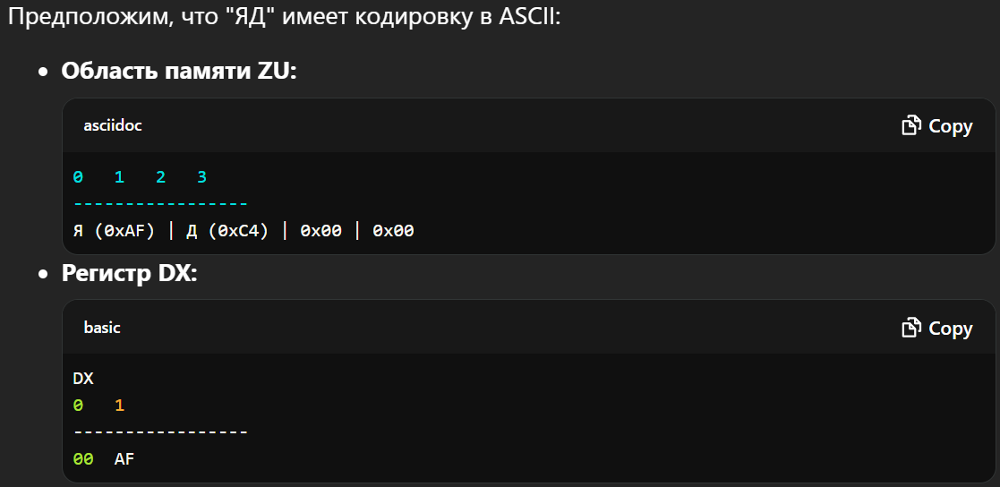 Предположим, что "ЯД" имеет кодировку в ASCII:
• Область памяти ZU:
asciidoc Copy
0 1 2 3
-----------------
Я (0xAF) | Д (0xC4) | 0x00 | 0x00
• Регистр DX:
basic Copy
DX
0 1
-----------------
00 AF